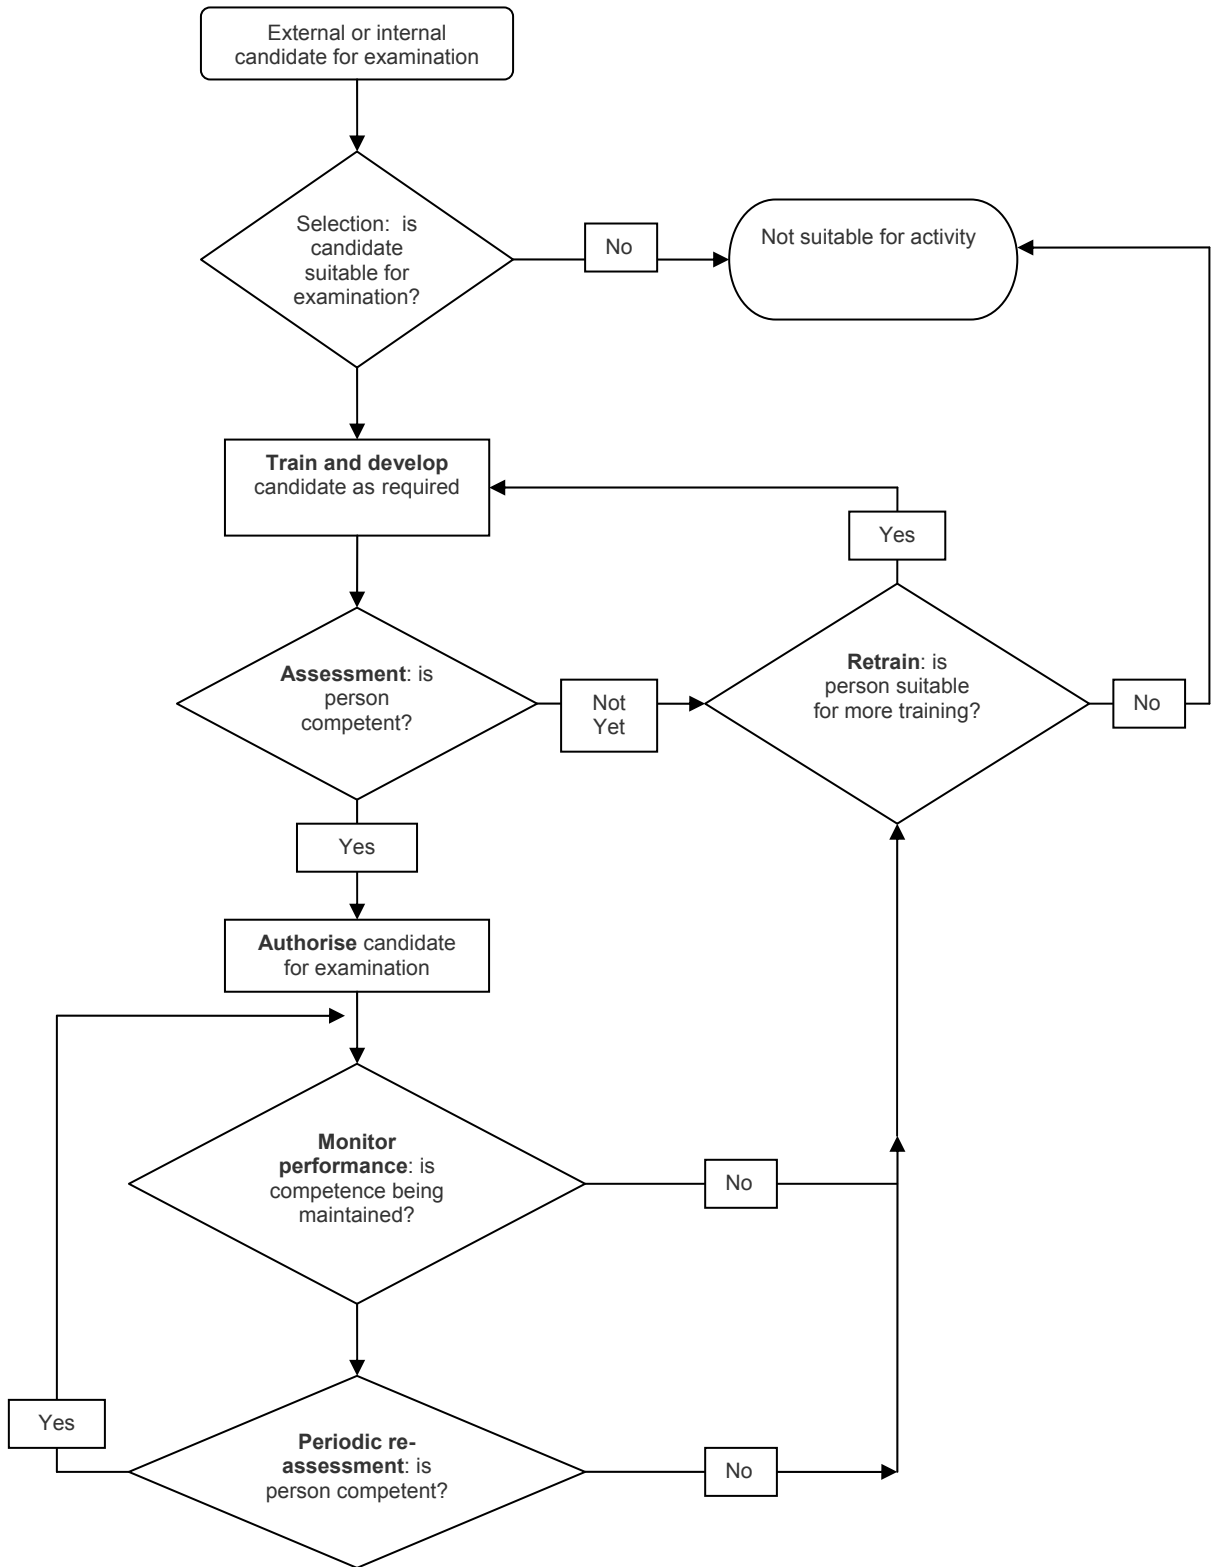 External or internal
candidate for examination
Selection: is
candidate
suitable for
examination?
No
Not suitable for activity
Train and develop
candidate as required
Yes
Assessment: is
person
competent?
Not
Yet
Retrain: is
person suitable
for more training?
No
Yes
Authorise candidate
for examination
Monitor
performance: is
competence being
maintained?
No
Yes
Periodic re-
assessment: is
person competent?
No